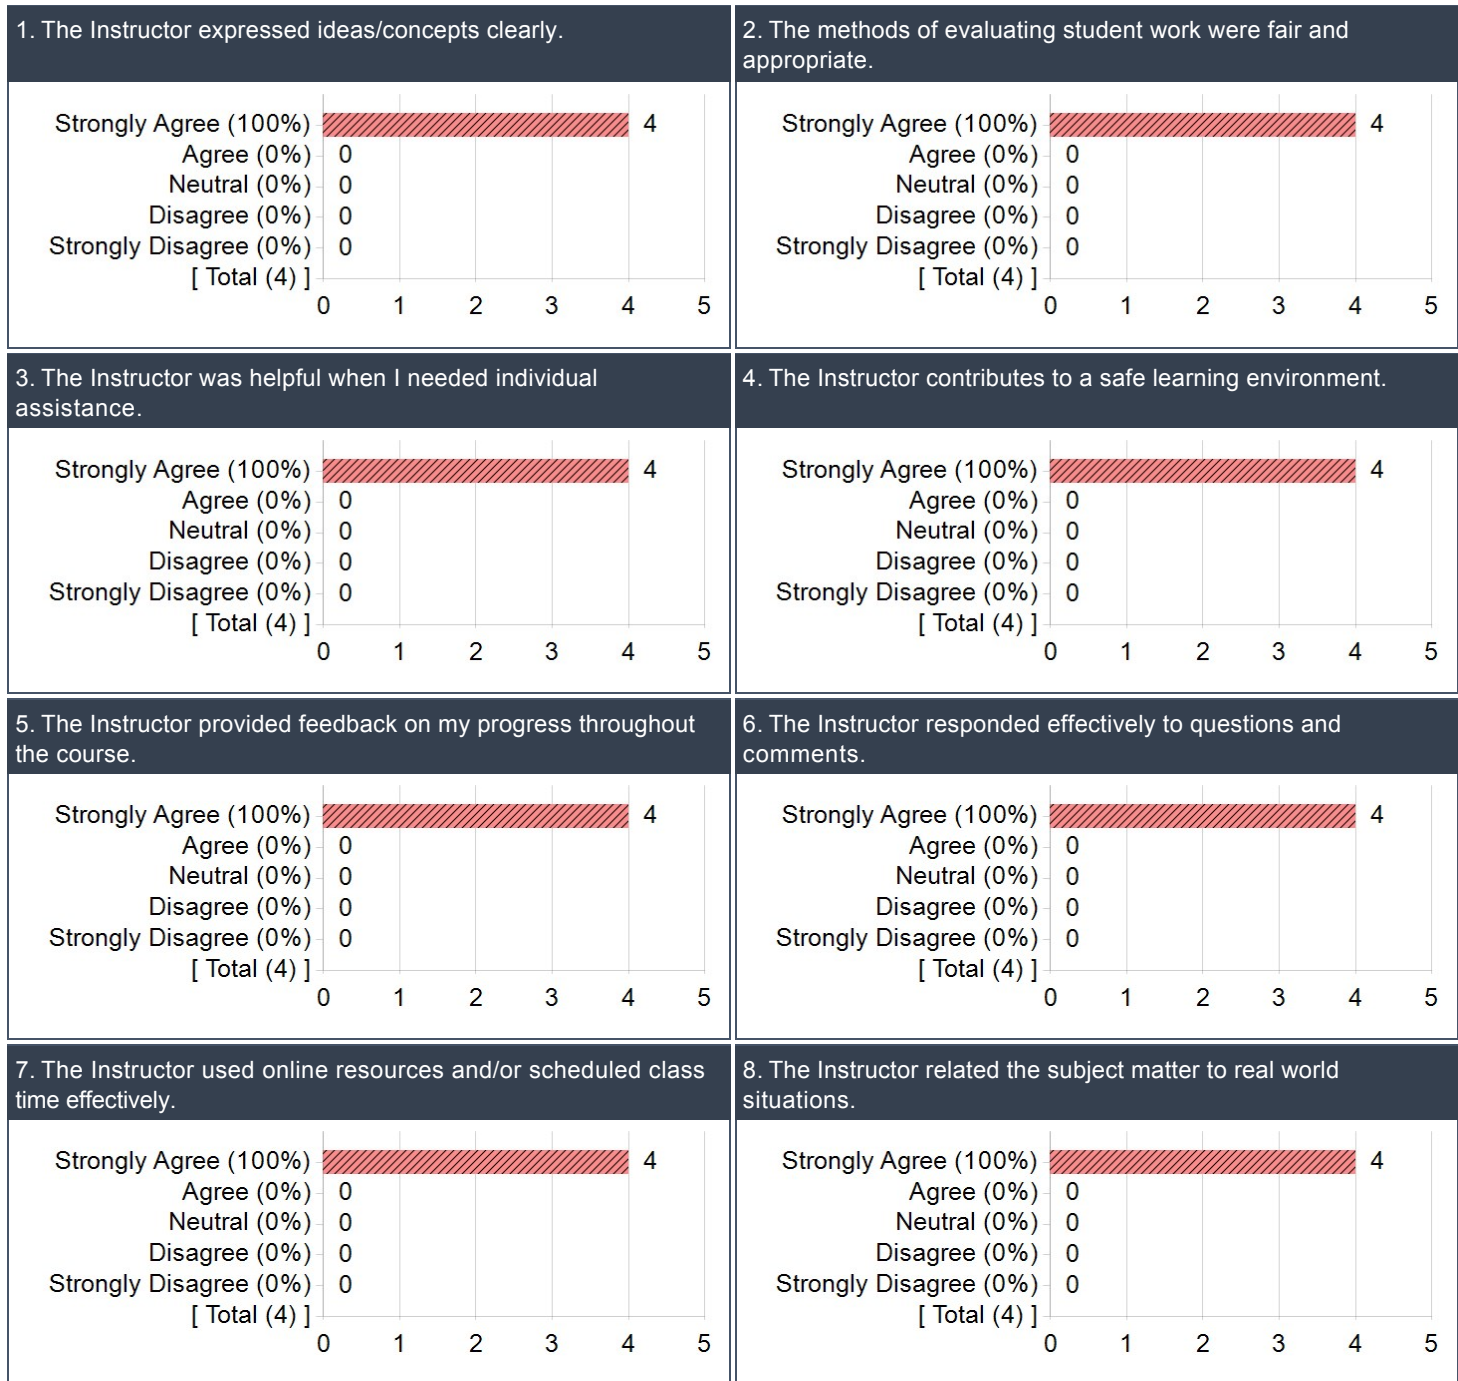 1. The Instructor expressed ideas/concepts clearly.
Strongly Agree (100%) 4
Agree (0%) 0
Neutral (0%) 0
Disagree (0%) 0
Strongly Disagree (0%) 0
[ Total (4) ]
0 1 2 3 4 5
2. The methods of evaluating student work were fair and
appropriate.
Strongly Agree (100%) 4
Agree (0%) 0
Neutral (0%) 0
Disagree (0%) 0
Strongly Disagree (0%) 0
[ Total (4) ]
0 1 2 3 4 5
3. The Instructor was helpful when I needed individual
assistance.
Strongly Agree (100%) 4
Agree (0%) 0
Neutral (0%) 0
Disagree (0%) 0
Strongly Disagree (0%) 0
[ Total (4) ]
0 1 2 3 4 5
4. The Instructor contributes to a safe learning environment.
Strongly Agree (100%) 4
Agree (0%) 0
Neutral (0%) 0
Disagree (0%) 0
Strongly Disagree (0%) 0
[ Total (4) ]
0 1 2 3 4 5
5. The Instructor provided feedback on my progress throughout
the course.
Strongly Agree (100%) 4
Agree (0%) 0
Neutral (0%) 0
Disagree (0%) 0
Strongly Disagree (0%) 0
[ Total (4) ]
0 1 2 3 4 5
6. The Instructor responded effectively to questions and
comments.
Strongly Agree (100%) 4
Agree (0%) 0
Neutral (0%) 0
Disagree (0%) 0
Strongly Disagree (0%) 0
[ Total (4) ]
0 1 2 3 4 5
7. The Instructor used online resources and/or scheduled class
time effectively.
Strongly Agree (100%) 4
Agree (0%) 0
Neutral (0%) 0
Disagree (0%) 0
Strongly Disagree (0%) 0
[ Total (4) ]
0 1 2 3 4 5
8. The Instructor related the subject matter to real world
situations.
Strongly Agree (100%) 4
Agree (0%) 0
Neutral (0%) 0
Disagree (0%) 0
Strongly Disagree (0%) 0
[ Total (4) ]
0 1 2 3 4 5